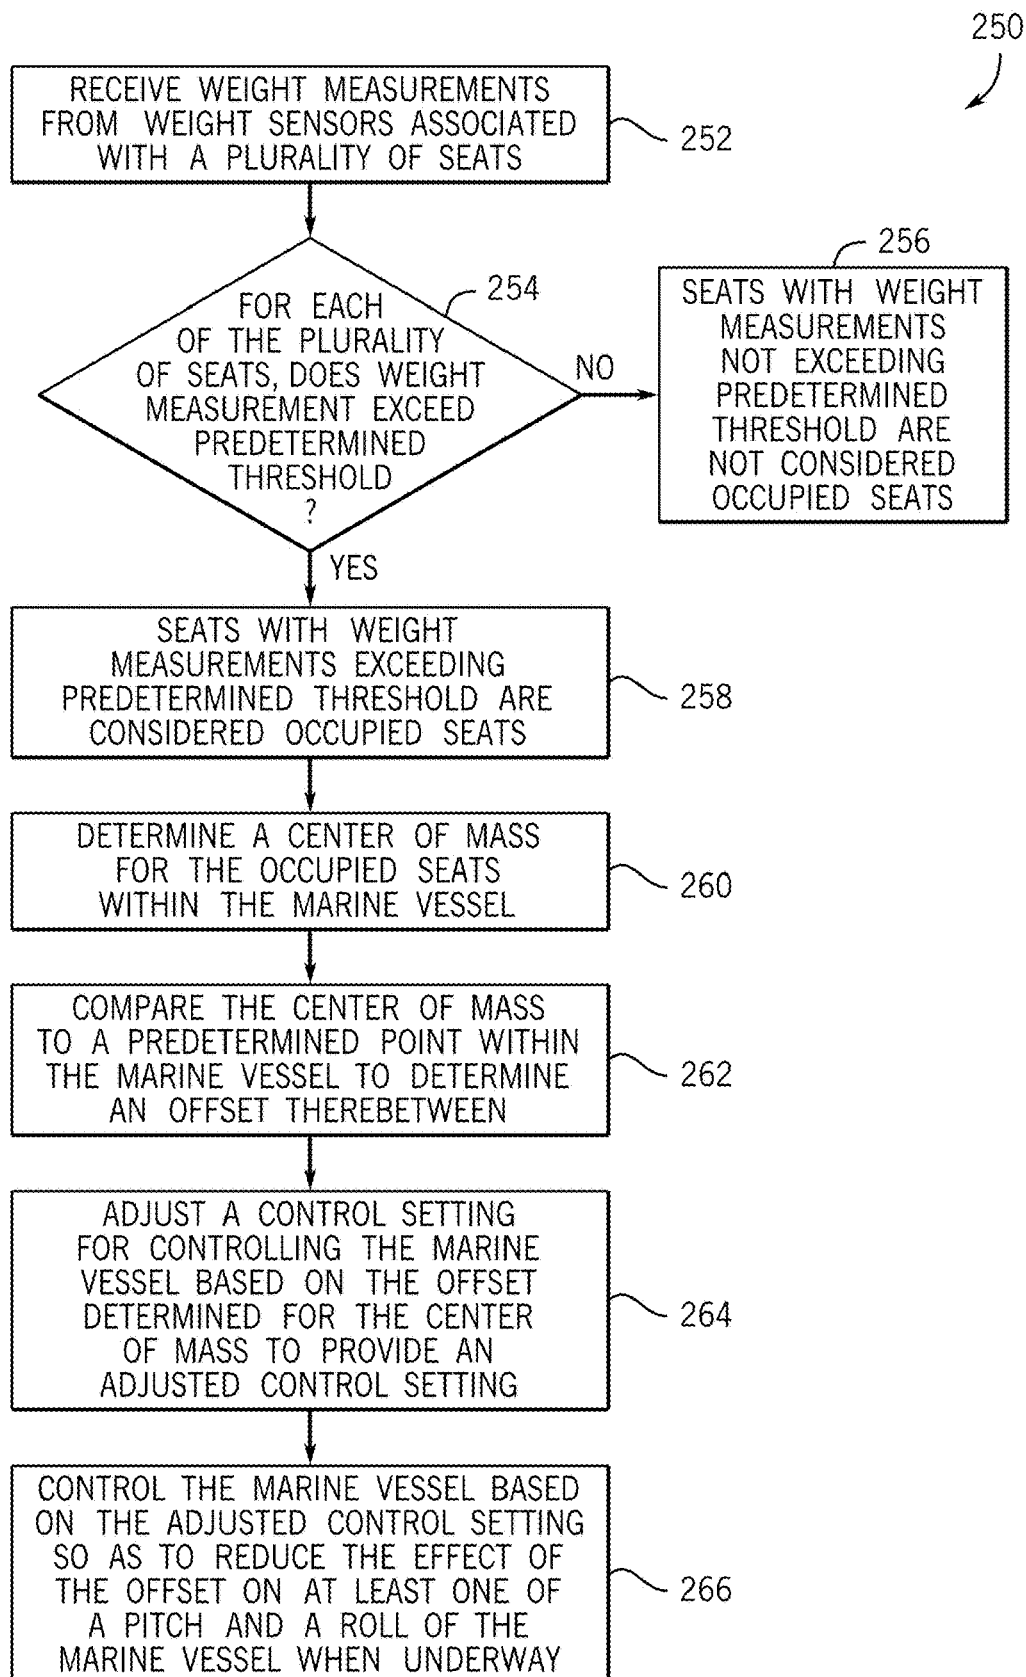 250
RECEIVE WEIGHT MEASUREMENTS
FROM WEIGHT SENSORS ASSOCIATED
WITH A PLURALITY OF SEATS
252
FOR EACH
OF THE PLURALITY
OF SEATS, DOES WEIGHT
MEASUREMENT EXCEED
PREDETERMINED
THRESHOLD
?
254
NO
256
SEATS WITH WEIGHT
MEASUREMENTS
NOT EXCEEDING
PREDETERMINED
THRESHOLD ARE
NOT CONSIDERED
OCCUPIED SEATS
YES
SEATS WITH WEIGHT
MEASUREMENTS EXCEEDING
PREDETERMINED THRESHOLD ARE
CONSIDERED OCCUPIED SEATS
258
DETERMINE A CENTER OF MASS
FOR THE OCCUPIED SEATS
WITHIN THE MARINE VESSEL
260
COMPARE THE CENTER OF MASS
TO A PREDETERMINED POINT WITHIN
THE MARINE VESSEL TO DETERMINE
AN OFFSET THEREBETWEEN
262
ADJUST A CONTROL SETTING
FOR CONTROLLING THE MARINE
VESSEL BASED ON THE OFFSET
DETERMINED FOR THE CENTER
OF MASS TO PROVIDE AN
ADJUSTED CONTROL SETTING
264
CONTROL THE MARINE VESSEL BASED
ON THE ADJUSTED CONTROL SETTING
SO AS TO REDUCE THE EFFECT OF
THE OFFSET ON AT LEAST ONE OF
A PITCH AND A ROLL OF THE
MARINE VESSEL WHEN UNDERWAY
266